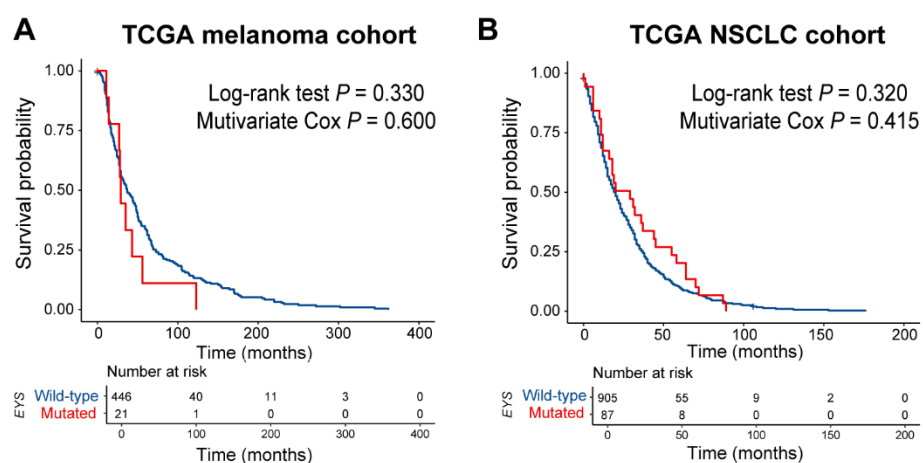 A TCGA melanoma cohort
Log-rank test P = 0.330
Mutivariate Cox P = 0.600
Survival probability
1.00
0.75
0.50
0.25
0.00
0 100 200 300 400
Time (months)
Number at risk
EYS
Wild-type 446 40 11 3 0
Mutated 21 1 0 0 0
0 100 200 300 400
Time (months)
B TCGA NSCLC cohort
Log-rank test P = 0.320
Mutivariate Cox P = 0.415
Survival probability
1.00
0.75
0.50
0.25
0.00
0 50 100 150 200
Time (months)
Number at risk
EYS
Wild-type 905 55 9 2 0
Mutated 87 8 0 0 0
0 50 100 150 200
Time (months)